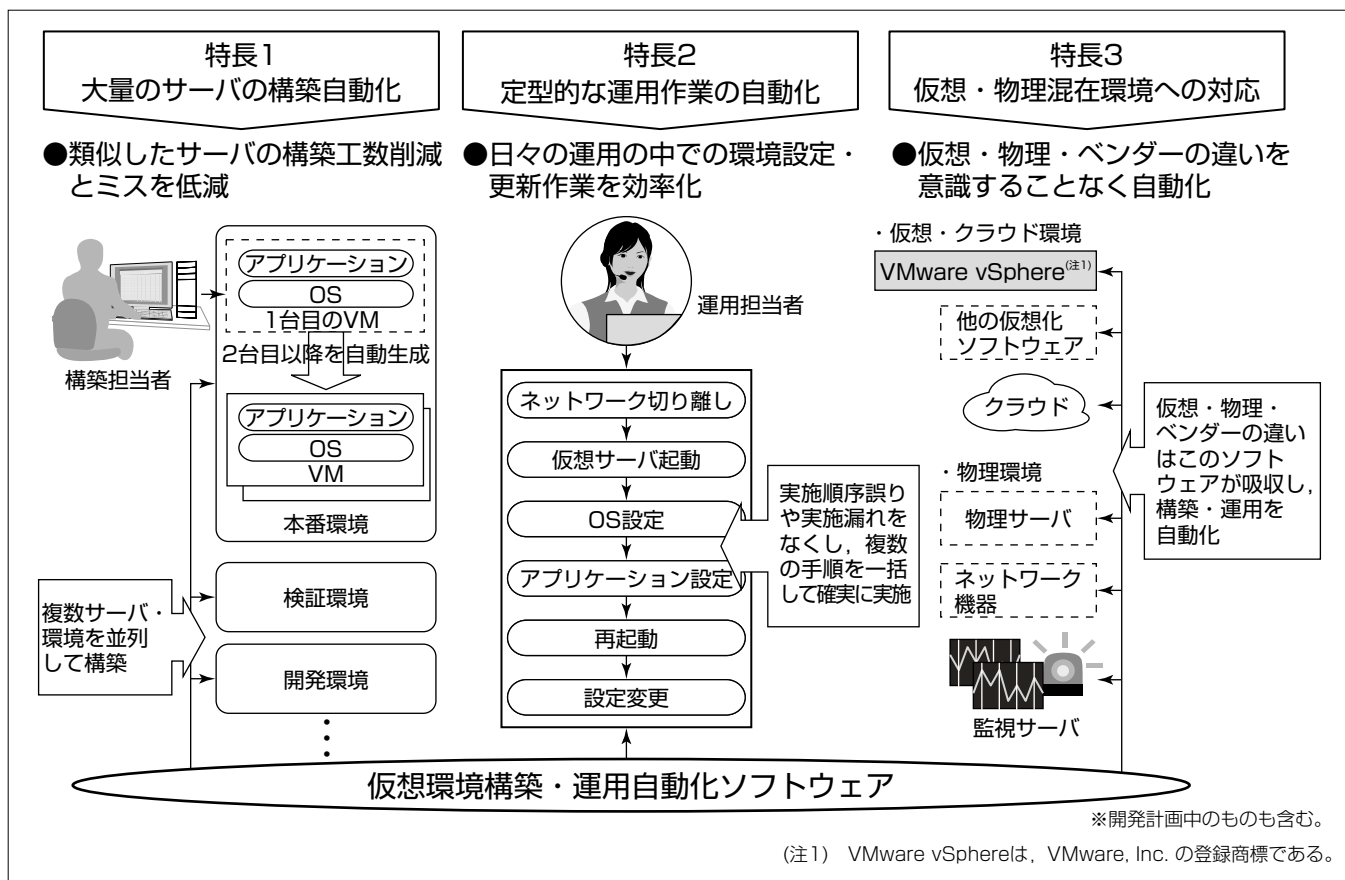 特長1
大量のサーバの構築自動化
●類似したサーバの構築工数削減
とミスを低減
構築担当者
アプリケーション
OS
1台目のVM
2台目以降を自動生成
アプリケーション
OS
VM
本番環境
検証環境
開発環境
複数サーバ・
環境を並列
して構築
特長2
定型的な運用作業の自動化
●日々の運用の中での環境設定・
更新作業を効率化
運用担当者
ネットワーク切り離し
仮想サーバ起動
OS設定
アプリケーション設定
再起動
設定変更
実施順序誤り
や実施漏れを
なくし，複数
の手順を一括
して確実に実施
特長3
仮想・物理混在環境への対応
●仮想・物理・ベンダーの違いを
意識することなく自動化
・仮想・クラウド環境
VMware vSphere(注1)
他の仮想化
ソフトウェア
クラウド
・物理環境
物理サーバ
ネットワーク
機器
監視サーバ
仮想・物理・
ベンダーの違い
はこのソフト
ウェアが吸収し，
構築・運用を
自動化
仮想環境構築・運用自動化ソフトウェア
※開発計画中のものも含む。
(注1) VMware vSphereは，VMware, Inc. の登録商標である。